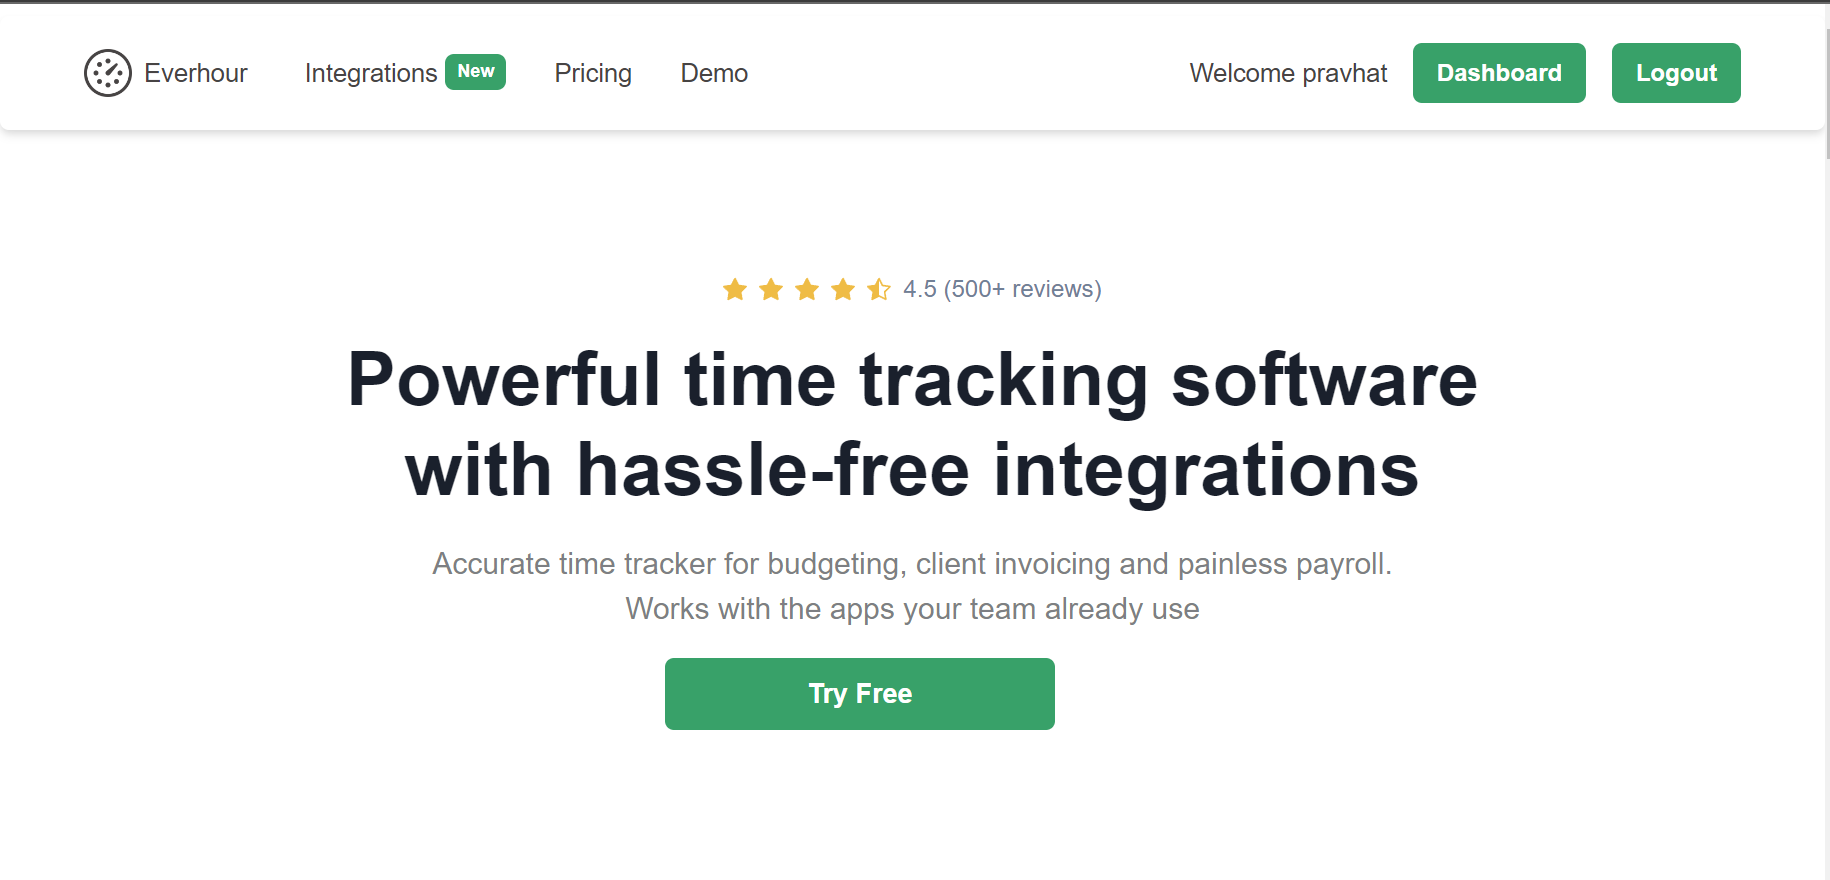 Everhour Integrations New Pricing Demo Welcome pravhat Dashboard Logout
4.5 (500+ reviews)
Powerful time tracking software
with hassle-free integrations
Accurate time tracker for budgeting, client invoicing and painless payroll.
Works with the apps your team already use
Try Free